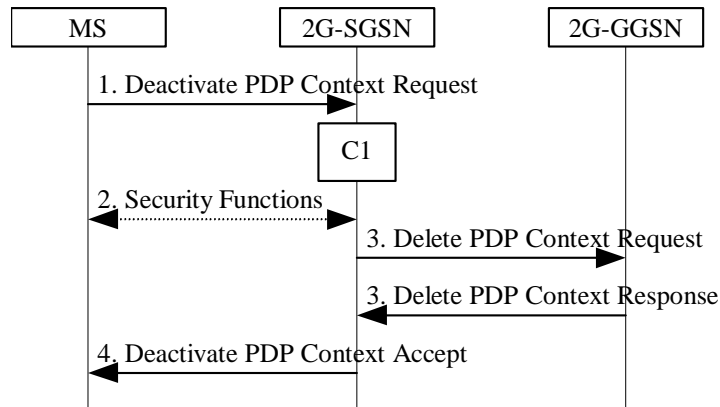 MS
2G-SGSN
2G-GGSN
1. Deactivate PDP Context Request
C1
2. Security Functions
3. Delete PDP Context Request
3. Delete PDP Context Response
4. Deactivate PDP Context Accept